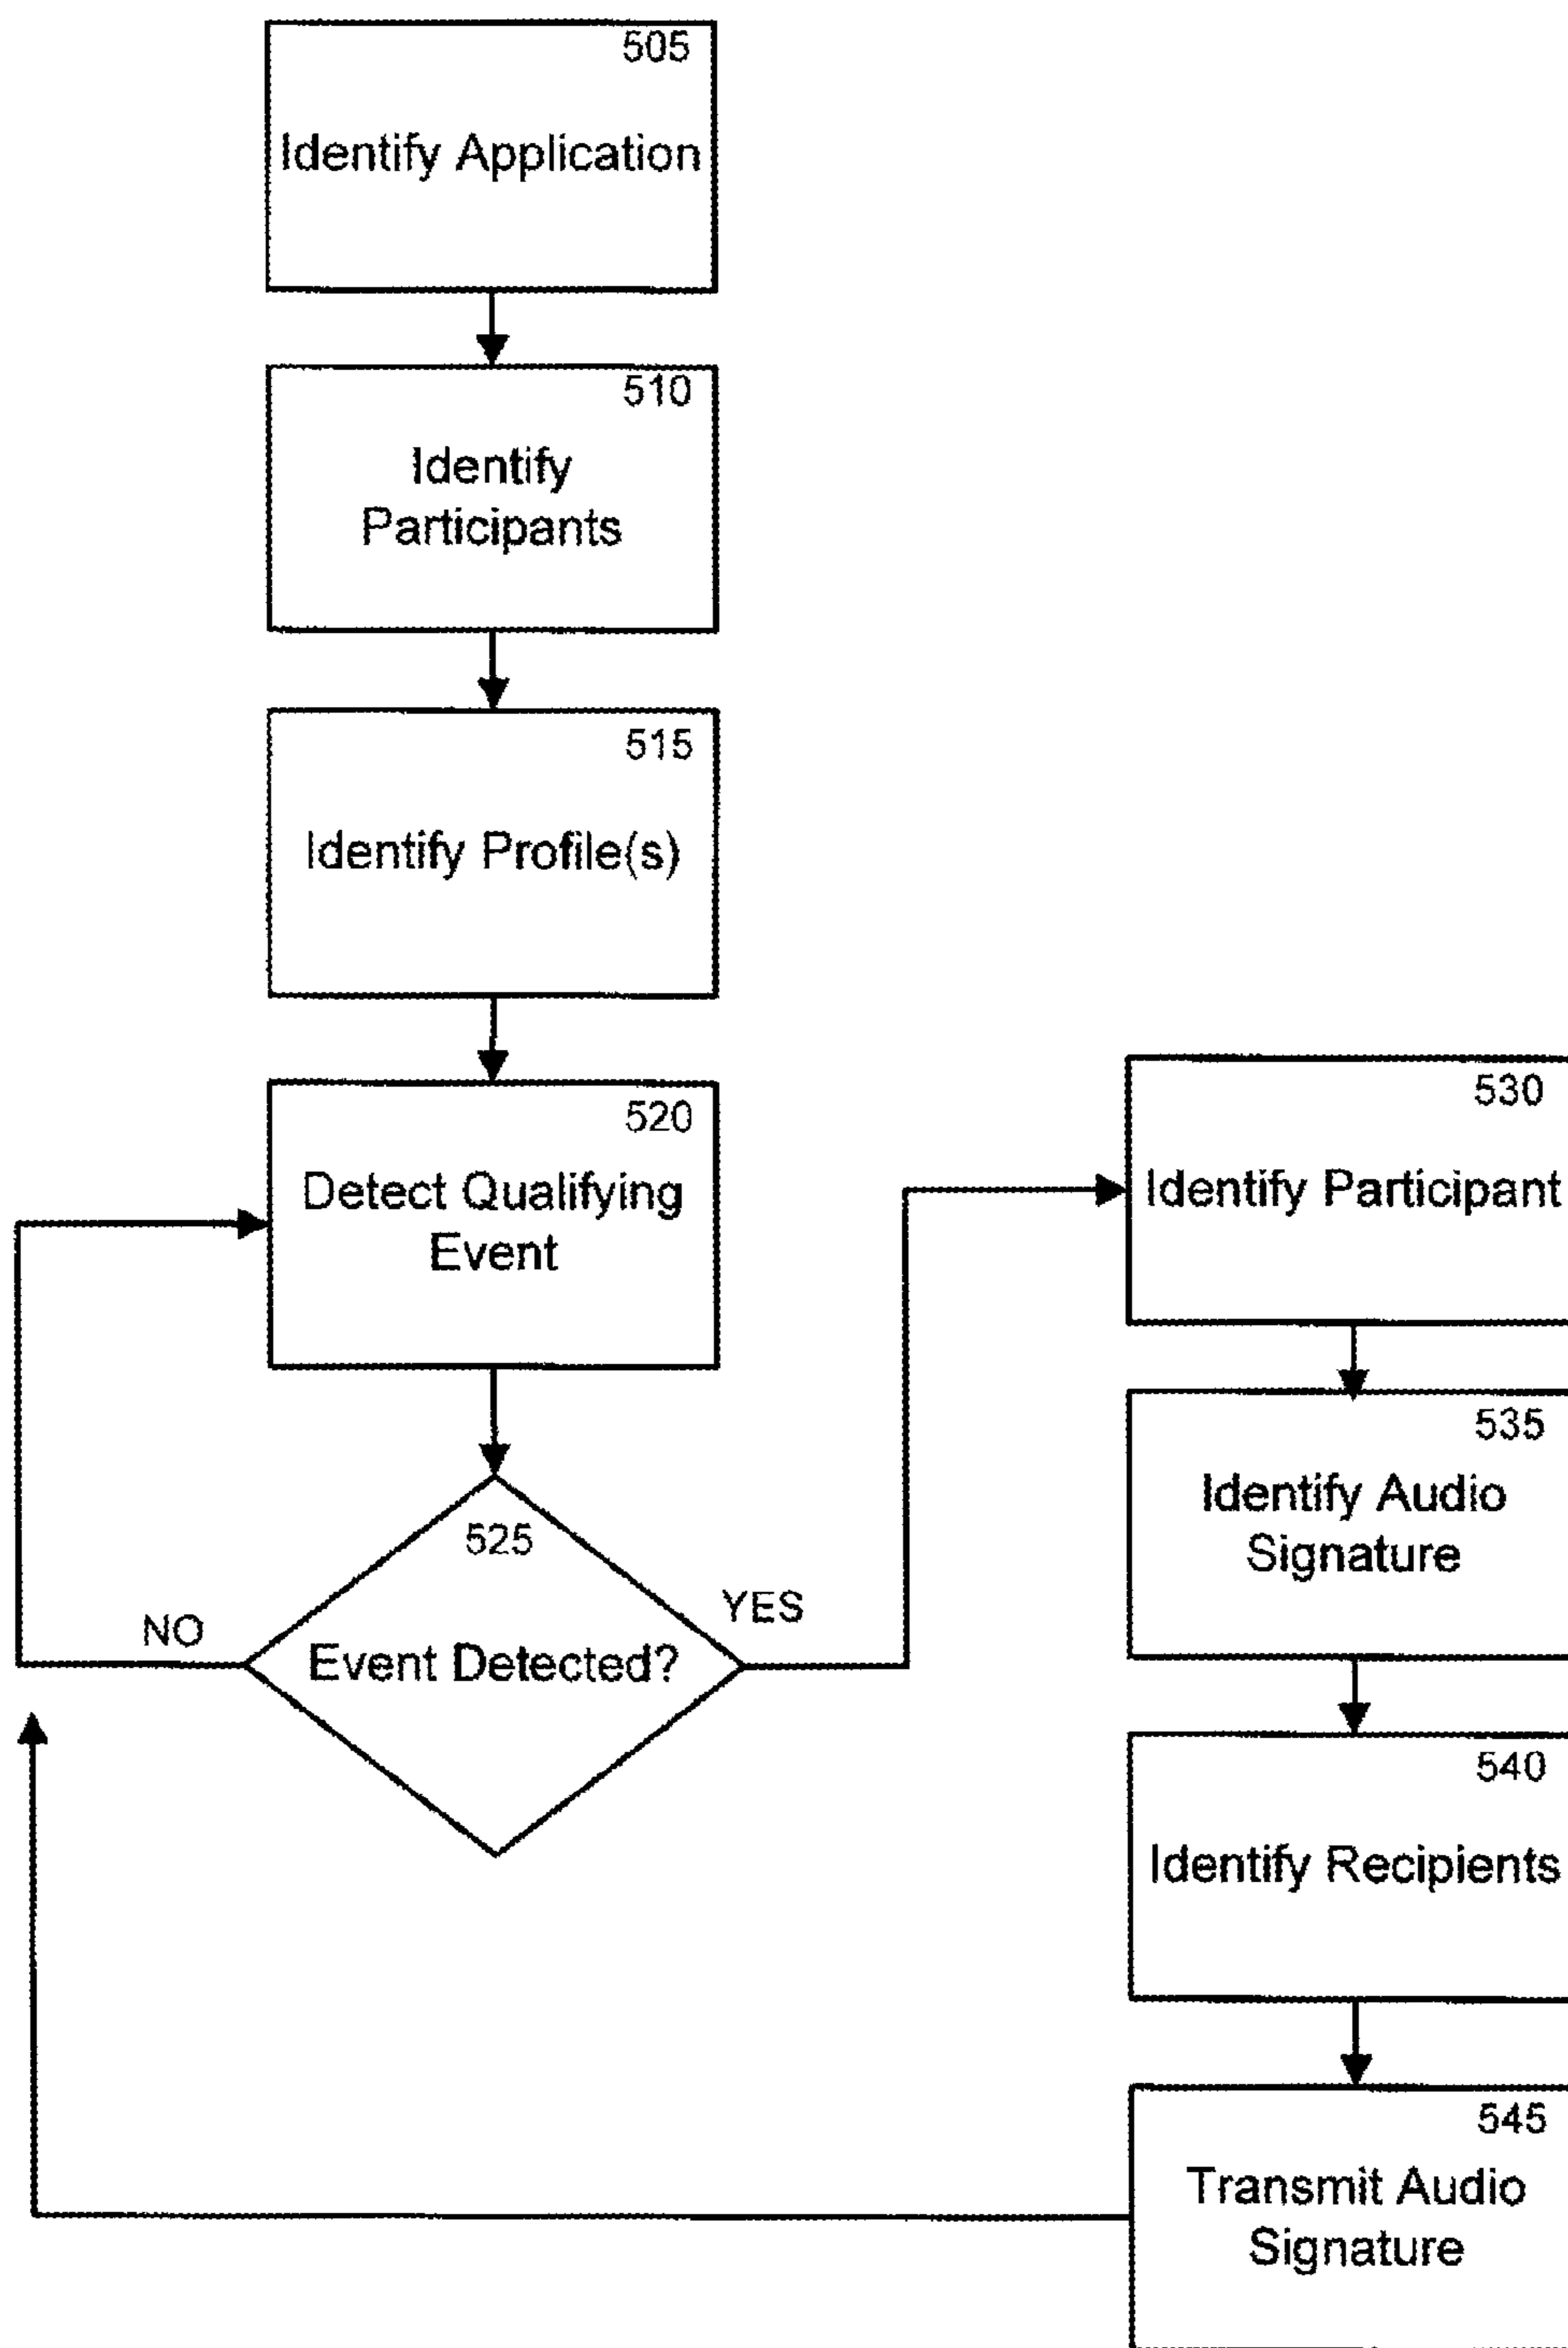 505
Identify Application
510
Identify
Participants
515
Identify Profile(s)
520
Detect Qualifying
Event
525
Event Detected?
NO
YES
530
Identify Participant
535
Identify Audio
Signature
540
Identify Recipients
545
Transmit Audio
Signature